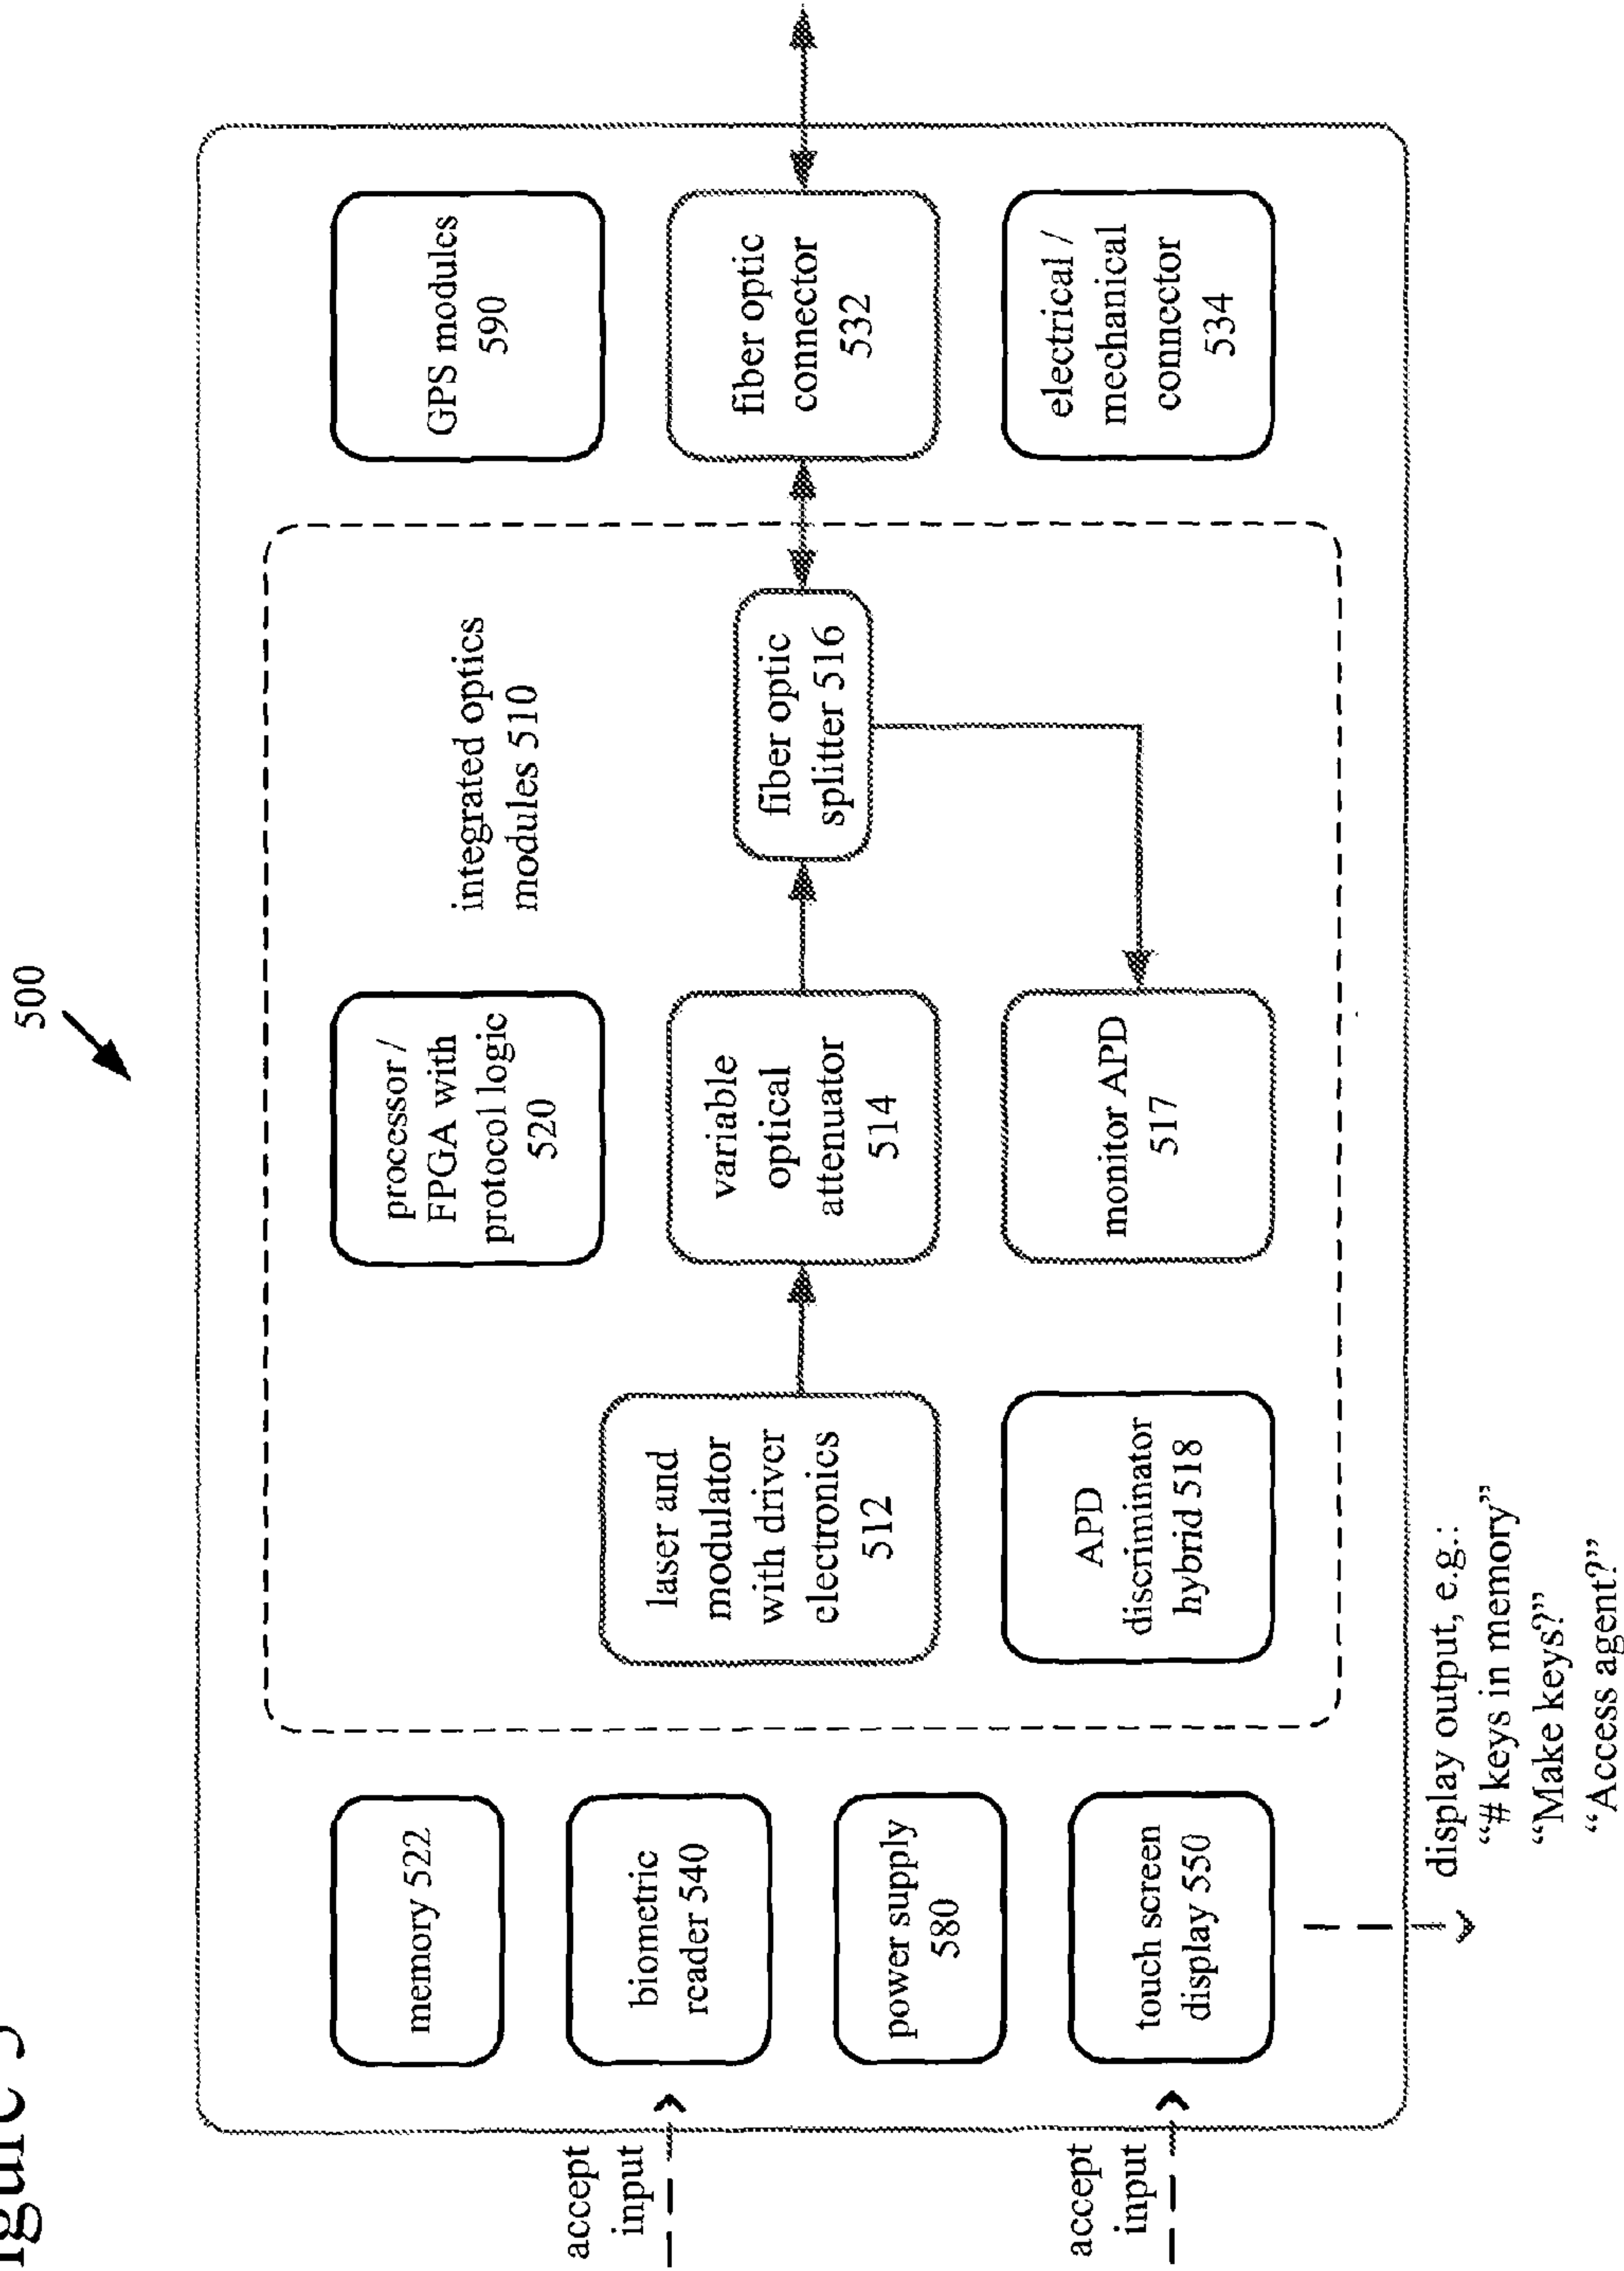 500
memory 522
biometric
reader 540
power supply
580
touch screen
display 550
accept
input
accept
input
display output, e.g.:
“# keys in memory”
“Make keys?”
“Access agent?”
processor /
FPGA with
protocol logic
520
integrated optics
modules 510
laser and
modulator
with driver
electronics
512
variable
optical
attenuator
514
fiber optic
splitter 516
APD
discriminator
hybrid 518
monitor APD
517
GPS modules
590
fiber optic
connector
532
electrical /
mechanical
connector
534